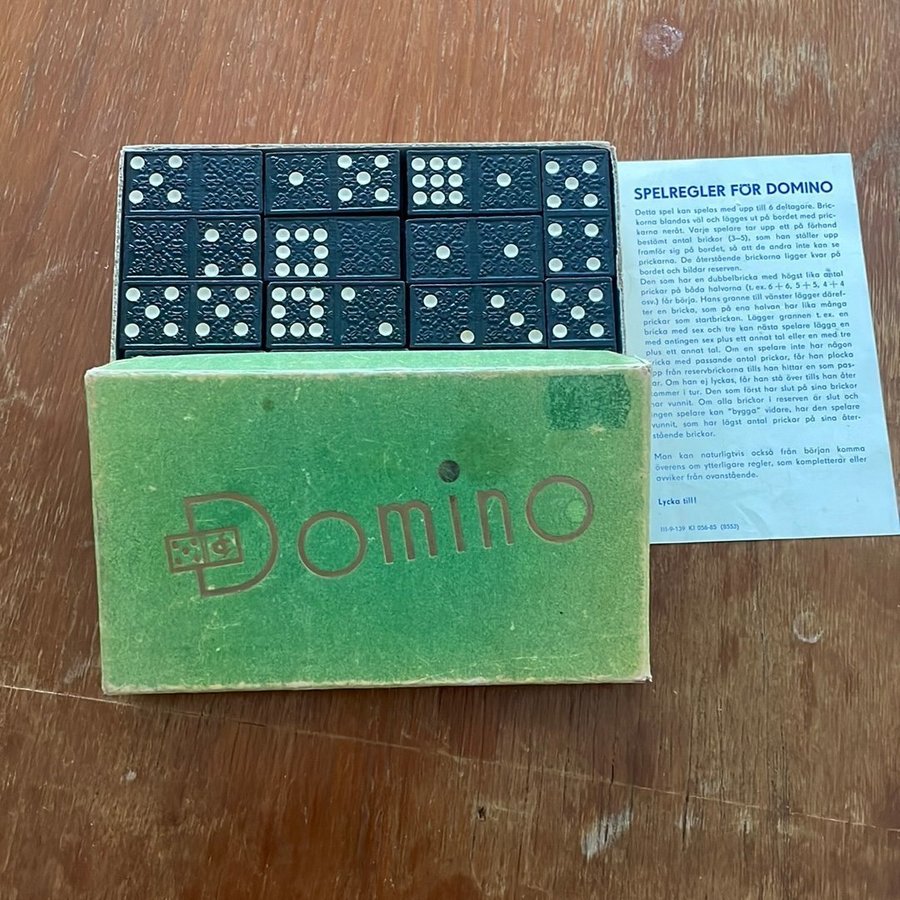 SPELREGLER FÖR DOMINO
Detta spel kan spelas med upp till 6 deltagare. Bric-
korna blandas väl och lägges ut på bordet med pric-
karna neråt. Varje spelare tar upp ett på förhand
bestämt antal brickor (3–5), som han ställer upp
framför sig på bordet, så att de andra inte kan se
prickarna. De återstående brickorna ligger kvar på
bordet och bildar reserven.
Den som har en dubbelbricka med högst lika antal
prickar på båda halvorna (t. ex. 6 + 6, 5 + 5, 4 + 4
osv.) får börja. Hans granne till vänster lägger däref-
ter en bricka, som på ena halvan har lika många
prickar som startbrickan. Lägger grannen t. ex. en
bricka med sex och tre kan nästa spelare lägga en
med antingen sex plus ett annat tal eller en med tre
plus ett annat tal. Om en spelare inte har någon
bricka med passande antal prickar, får han plocka
upp från reservbrickorna tills han hittar en som pas-
sar. Om han ej lyckas, får han stå över tills han åter
kommer i tur. Den som först har slut på sina brickor
har vunnit. Om alla brickor i reserven är slut och
ingen spelare kan "bygga" vidare, har den spelare
vunnit, som har lägst antal prickar på sina åter-
stående brickor.
Man kan naturligtvis också från början komma
överens om ytterligare regler, som kompletterar eller
avviker från ovanstående.
Lycka till!
III-9-139 KJ 056-85 (8553)
Domino